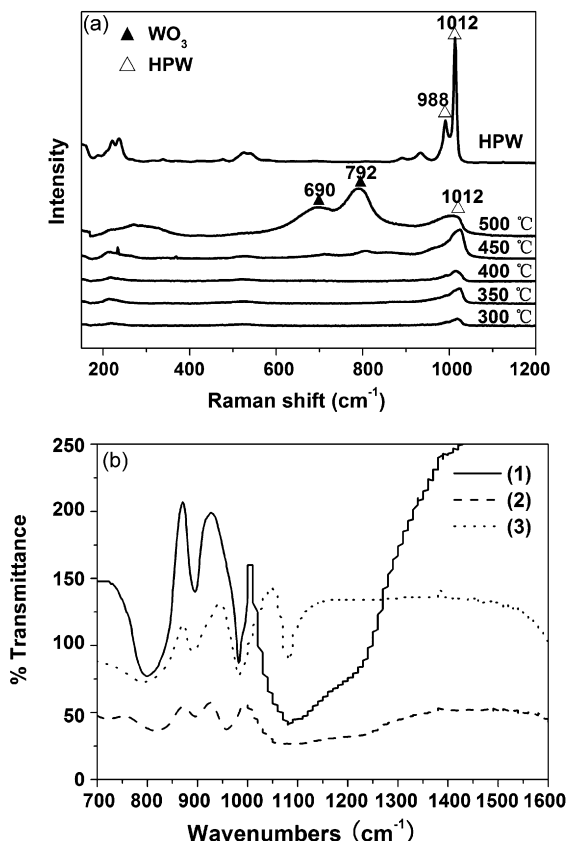 (a)
▲ WO3
△ HPW
1012
988
HPW
792
690
1012
500 ℃
450 ℃
400 ℃
350 ℃
300 ℃
Intensity
200 400 600 800 1000 1200
Raman shift (cm-1)
(b)
(1)
(2)
(3)
250
200
150
100
50
0
% Transmittance
700 800 900 1000 1100 1200 1300 1400 1500 1600
Wavenumbers (cm-1)